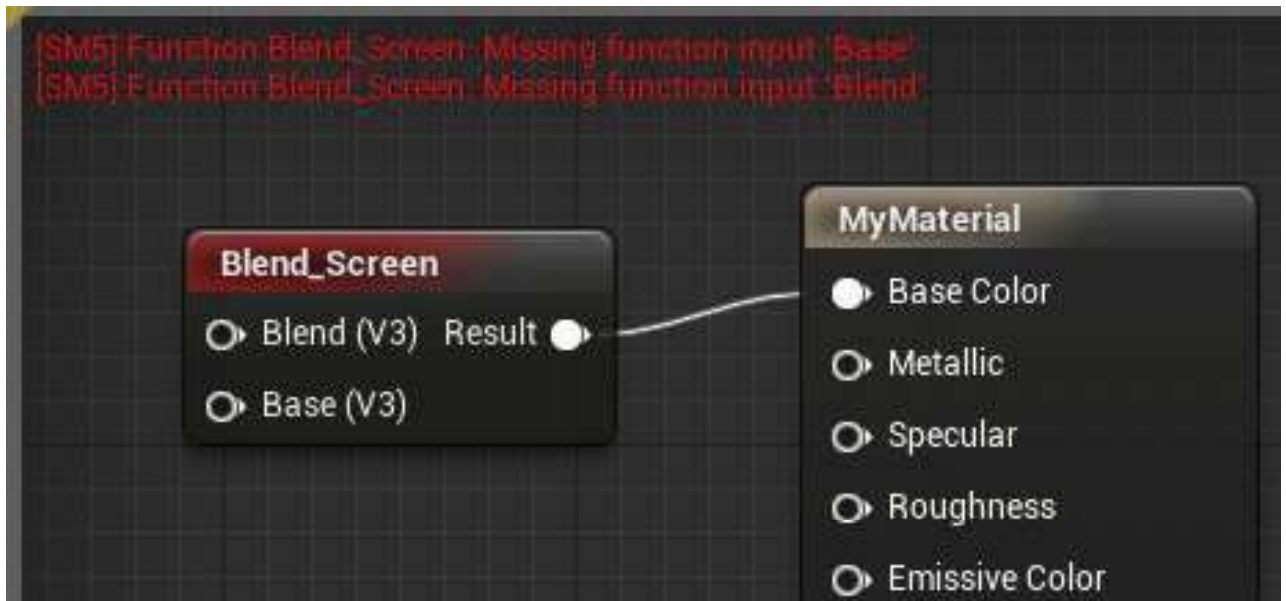 [SM5] Function Blend_Screen: Missing function input 'Base'
[SM5] Function Blend_Screen: Missing function input 'Blend'
MyMaterial
Blend_Screen
Base Color
Blend (V3) Result
Metallic
Base (V3)
Specular
Roughness
Emissive Color